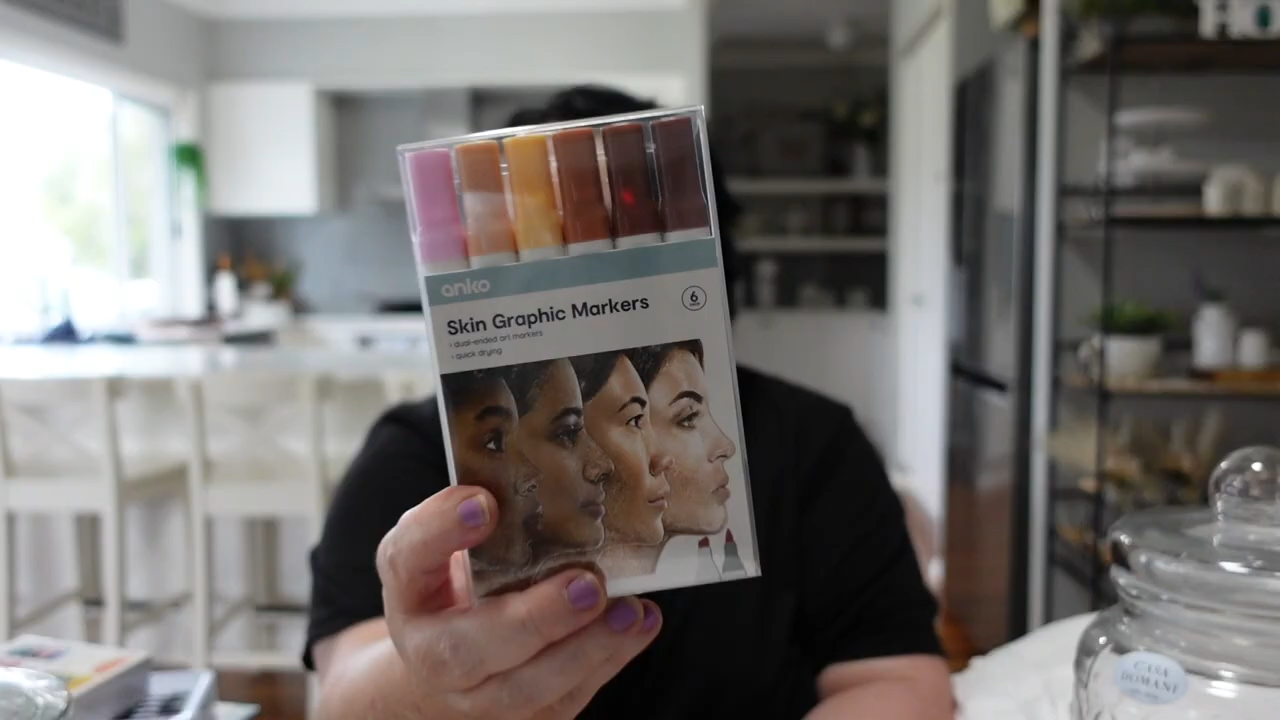 anko
Skin Graphic Markers
6
• dual-ended art markers
• quick drying
CASA
DOMANI